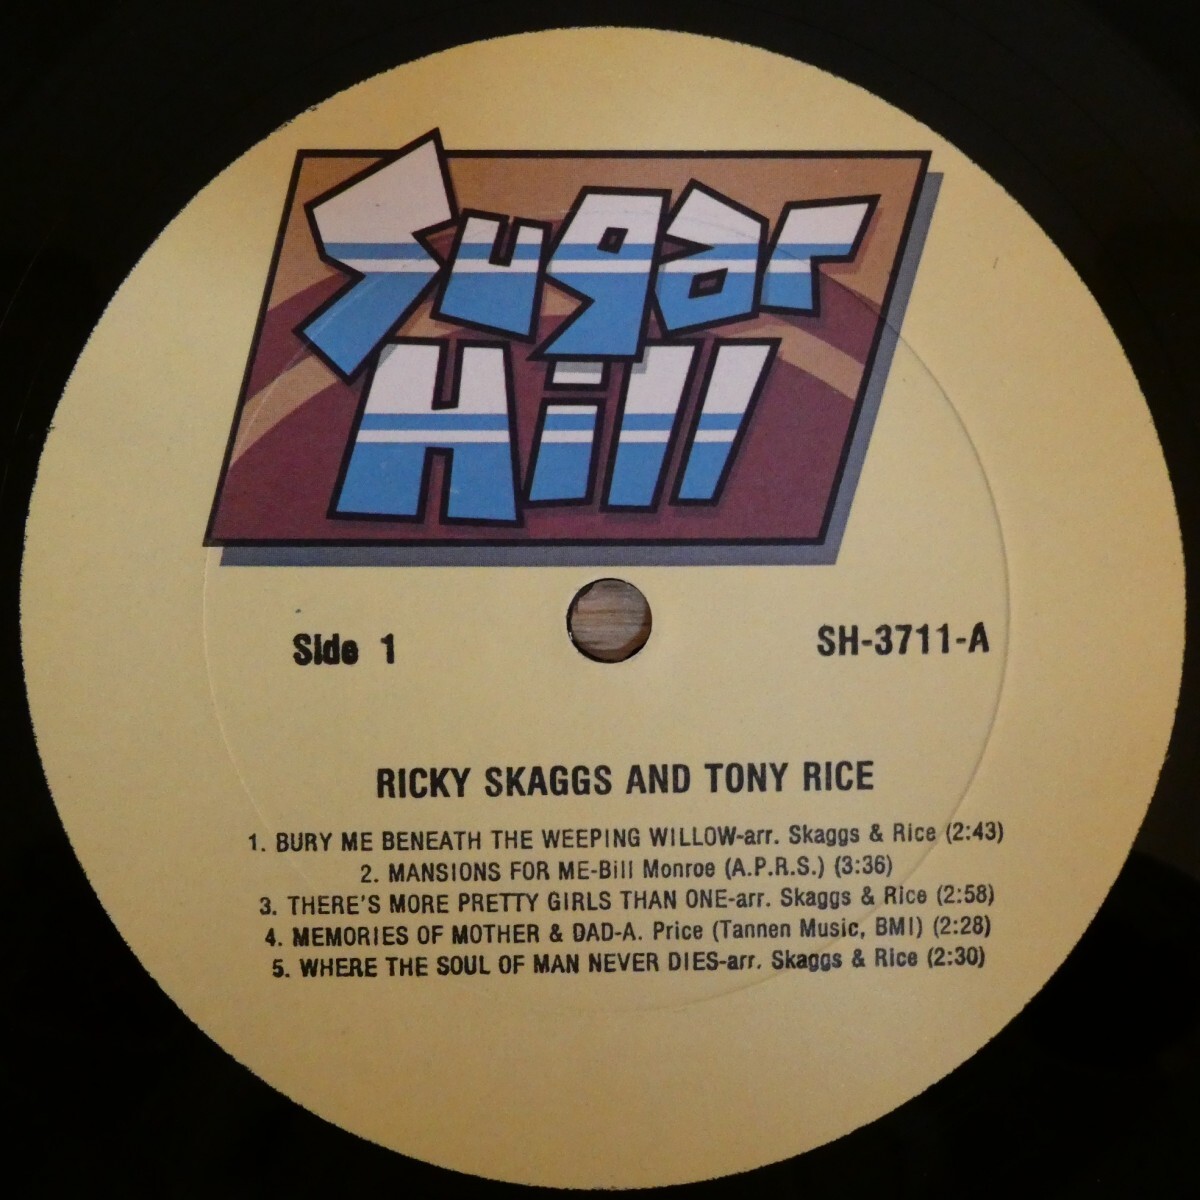 Sugar
Hill
Side 1
SH-3711-A
RICKY SKAGGS AND TONY RICE
1. BURY ME BENEATH THE WEEPING WILLOW-arr. Skaggs & Rice (2:43)
2. MANSIONS FOR ME-Bill Monroe (A.P.R.S.) (3:36)
3. THERE'S MORE PRETTY GIRLS THAN ONE-arr. Skaggs & Rice (2:58)
4. MEMORIES OF MOTHER & DAD-A. Price (Tannen Music, BMI) (2:28)
5. WHERE THE SOUL OF MAN NEVER DIES-arr. Skaggs & Rice (2:30)